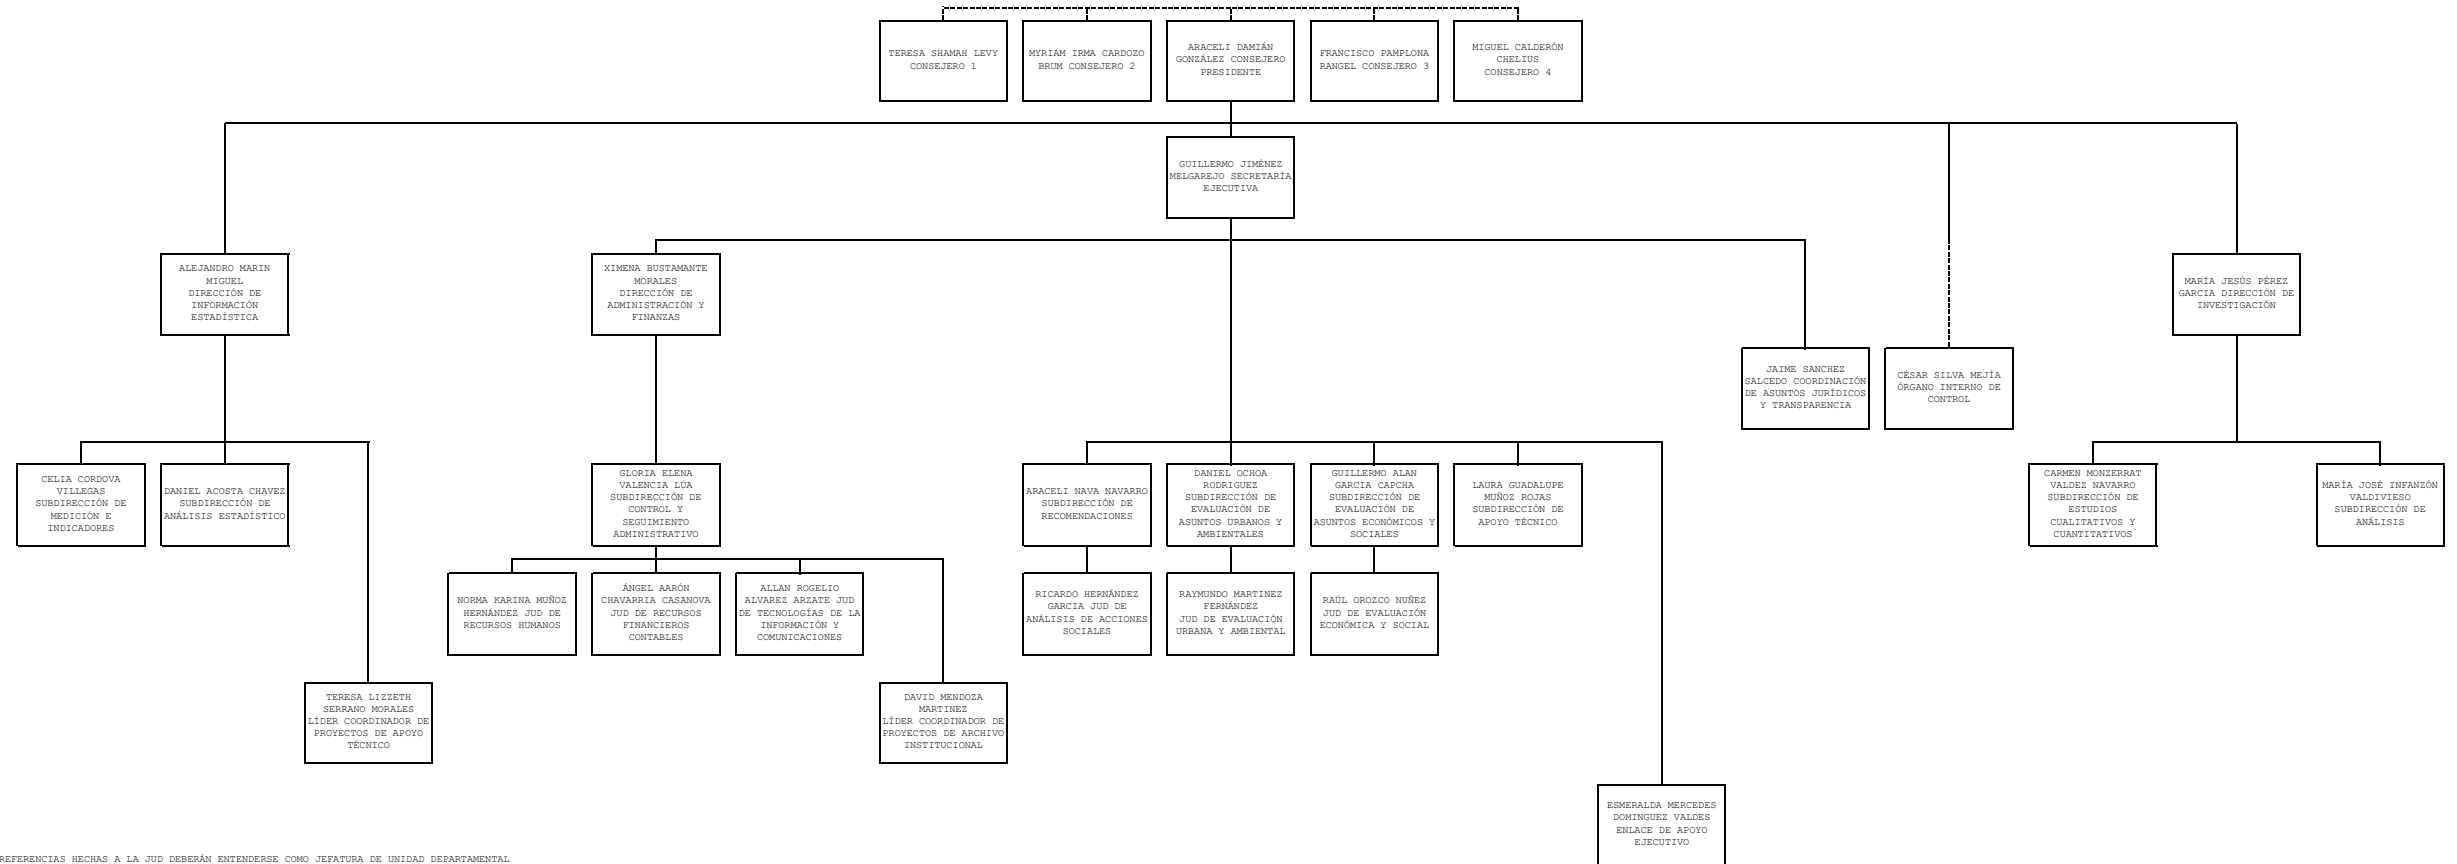 TERESA SHAMAH LEVY
CONSEJERO 1
MYRIAM IRMA CARDOZO
BRUM CONSEJERO 2
ARACELI DAMIÁN
GONZÁLEZ CONSEJERO
PRESIDENTE
FRANCISCO PAMPLONA
RANGEL CONSEJERO 3
MIGUEL CALDERÓN
CHELIUS
CONSEJERO 4
GUILLERMO JIMÉNEZ
MELGAREJO SECRETARÍA
EJECUTIVA
ALEJANDRO MARIN
MIGUEL
DIRECCIÓN DE
INFORMACIÓN
ESTADÍSTICA
XIMENA BUSTAMANTE
MORALES
DIRECCIÓN DE
ADMINISTRACIÓN Y
FINANZAS
MARÍA JESÚS PÉREZ
GARCIA DIRECCIÓN DE
INVESTIGACIÓN
JAIME SANCHEZ
SALCEDO COORDINACIÓN
DE ASUNTOS JURÍDICOS
Y TRANSPARENCIA
CÉSAR SILVA MEJÍA
ÓRGANO INTERNO DE
CONTROL
CELIA CORDOVA
VILLEGAS
SUBDIRECCIÓN DE
MEDICIÓN E
INDICADORES
DANIEL ACOSTA CHAVEZ
SUBDIRECCIÓN DE
ANÁLISIS ESTADÍSTICO
GLORIA ELENA
VALENCIA LÚA
SUBDIRECCIÓN DE
CONTROL Y
SEGUIMIENTO
ADMINISTRATIVO
ARACELI NAVA NAVARRO
SUBDIRECCIÓN DE
RECOMENDACIONES
DANIEL OCHOA
RODRIGUEZ
SUBDIRECCIÓN DE
EVALUACIÓN DE
ASUNTOS URBANOS Y
AMBIENTALES
GUILLERMO ALAN
GARCIA CAPCHA
SUBDIRECCIÓN DE
EVALUACIÓN DE
ASUNTOS ECONÓMICOS Y
SOCIALES
LAURA GUADALUPE
MUÑOZ ROJAS
SUBDIRECCIÓN DE
APOYO TÉCNICO
CARMEN MONZERRAT
VALDEZ NAVARRO
SUBDIRECCIÓN DE
ESTUDIOS
CUALITATIVOS Y
CUANTITATIVOS
MARÍA JOSÉ INFANZÓN
VALDIVIESO
SUBDIRECCIÓN DE
ANÁLISIS
NORMA KARINA MUÑOZ
HERNÁNDEZ JUD DE
RECURSOS HUMANOS
ÁNGEL AARÓN
CHAVARRIA CASANOVA
JUD DE RECURSOS
FINANCIEROS
CONTABLES
ALLAN ROGELIO
ALVAREZ ARZATE JUD
DE TECNOLOGÍAS DE LA
INFORMACIÓN Y
COMUNICACIONES
RICARDO HERNÁNDEZ
GARCIA JUD DE
ANÁLISIS DE ACCIONES
SOCIALES
RAYMUNDO MARTINEZ
FERNÁNDEZ
JUD DE EVALUACIÓN
URBANA Y AMBIENTAL
RAÚL OROZCO NUÑEZ
JUD DE EVALUACIÓN
ECONÓMICA Y SOCIAL
TERESA LIZZETH
SERRANO MORALES
LÍDER COORDINADOR DE
PROYECTOS DE APOYO
TÉCNICO
DAVID MENDOZA
MARTINEZ
LÍDER COORDINADOR DE
PROYECTOS DE ARCHIVO
INSTITUCIONAL
ESMERALDA MERCEDES
DOMINGUEZ VALDES
ENLACE DE APOYO
EJECUTIVO
REFERENCIAS HECHAS A LA JUD DEBERÁN ENTENDERSE COMO JEFATURA DE UNIDAD DEPARTAMENTAL